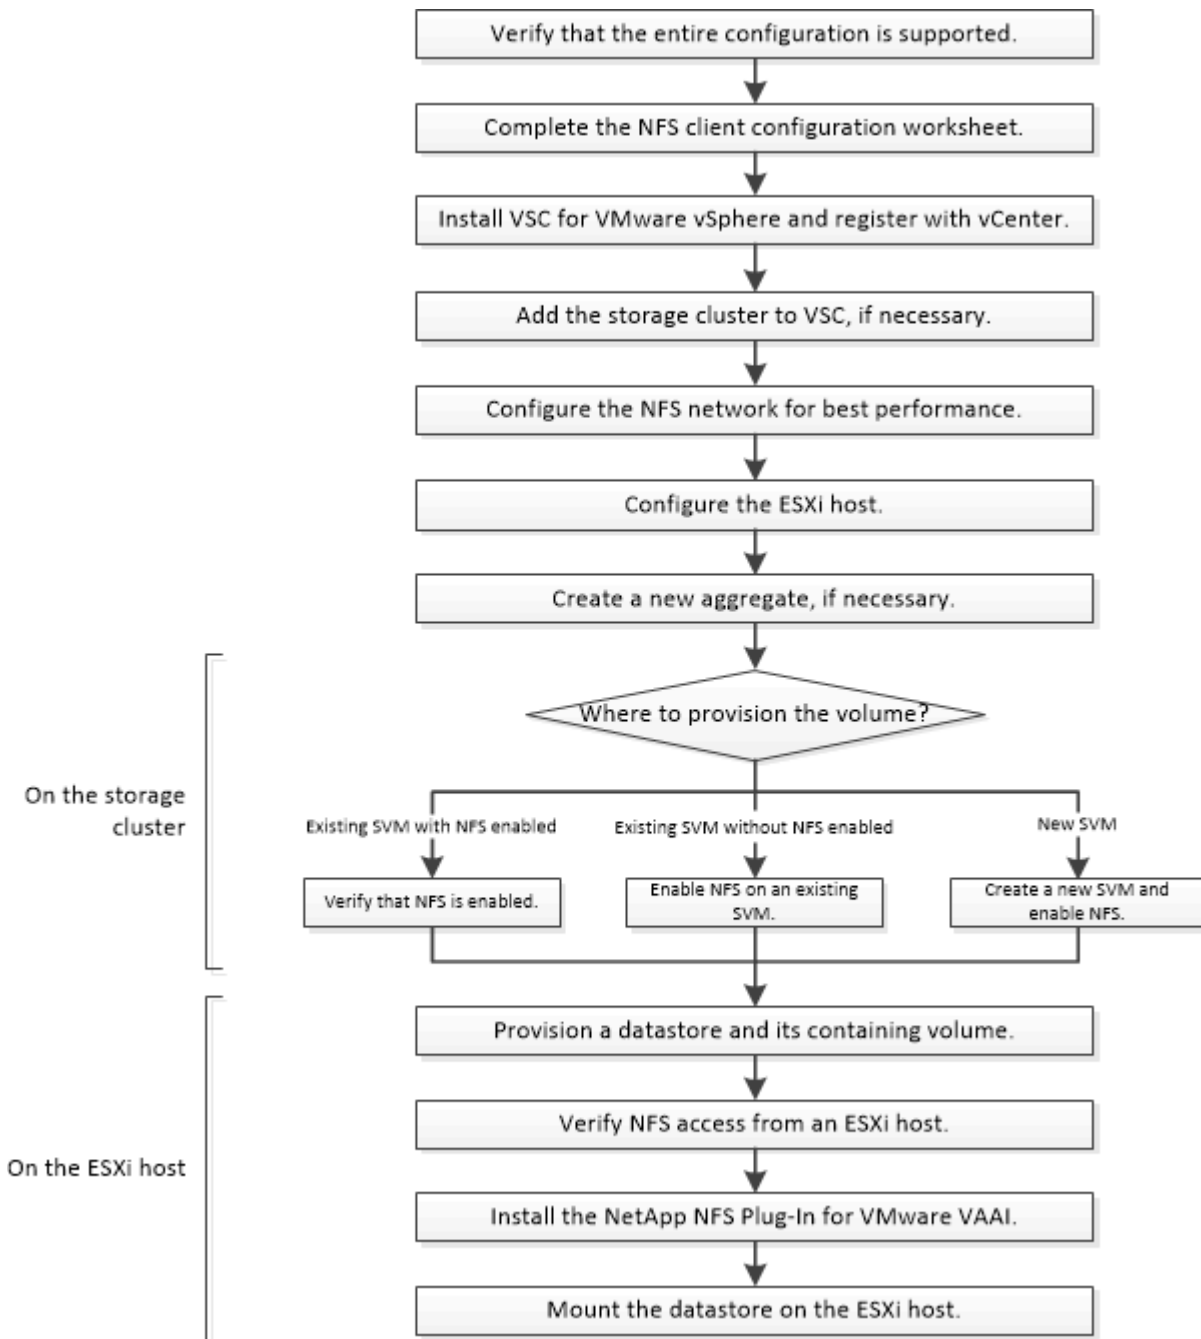 Verify that the entire configuration is supported.
Complete the NFS client configuration worksheet.
Install VSC for VMware vSphere and register with vCenter.
Add the storage cluster to VSC, if necessary.
Configure the NFS network for best performance.
Configure the ESXi host.
Create a new aggregate, if necessary.
Where to provision the volume?
On the storage
cluster
Existing SVM with NFS enabled
Existing SVM without NFS enabled
New SVM
Verify that NFS is enabled.
Enable NFS on an existing
SVM.
Create a new SVM and
enable NFS.
Provision a datastore and its containing volume.
Verify NFS access from an ESXi host.
On the ESXi host
Install the NetApp NFS Plug-In for VMware VAAI.
Mount the datastore on the ESXi host.